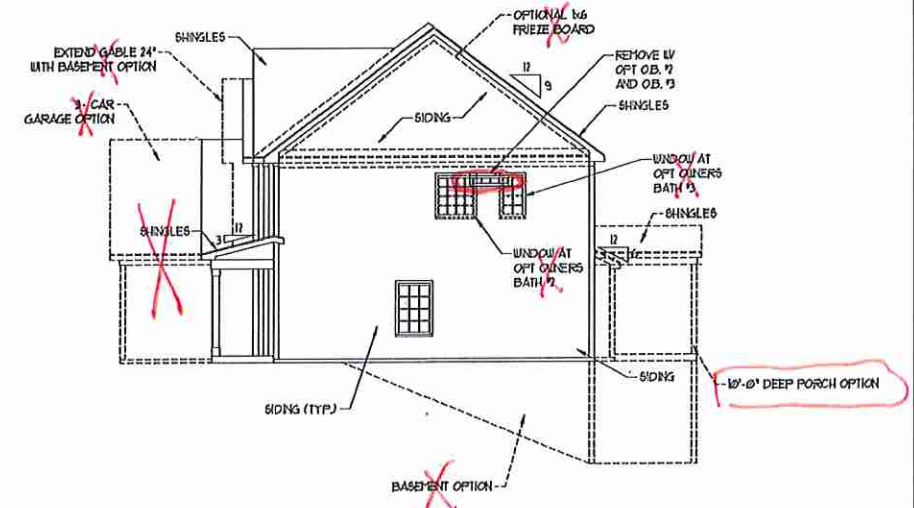 OPTIONAL 1x6
FRIEZE BOARD
SHINGLES
EXTEND GABLE 24"
WITH BASEMENT OPTION
REMOVE W/
OPT O.B. #2
AND O.B. #3
12
9
SHINGLES
3-CAR
GARAGE OPTION
SIDING
WINDOW AT
OPT OWNERS
BATH #3
SHINGLES
SHINGLES
12
3
12
WINDOW AT
OPT OWNERS
BATH #2
SIDING
10'-0" DEEP PORCH OPTION
SIDING (TYP.)
BASEMENT OPTION